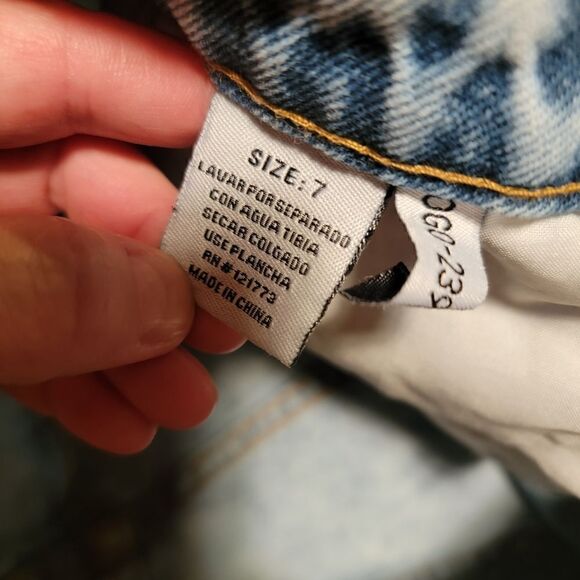 SIZE: 7
LAVAR POR SEPARADO
CON AGUA TIBIA
SECAR COLGADO
USE PLANCHA
RN# 121773
MADE IN CHINA